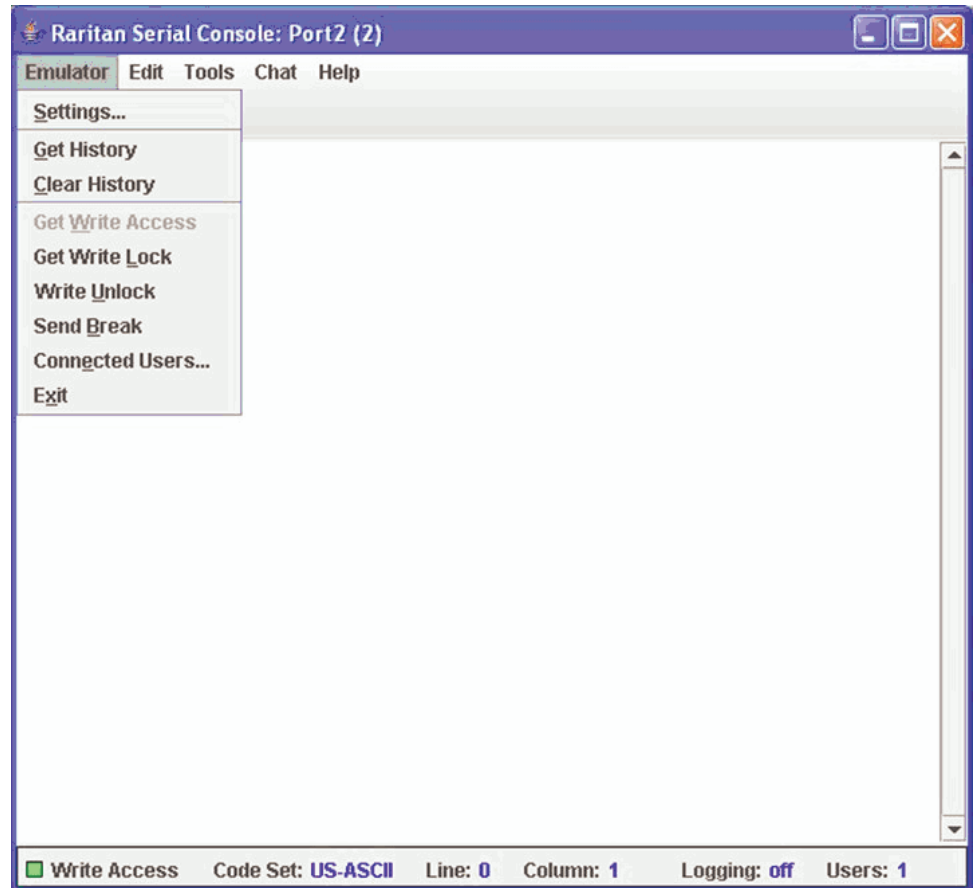 Raritan Serial Console: Port2 (2)
Emulator Edit Tools Chat Help
Settings...
Get History
Clear History
Get Write Access
Get Write Lock
Write Unlock
Send Break
Connected Users...
Exit
Write Access Code Set: US-ASCII Line: 0 Column: 1 Logging: off Users: 1